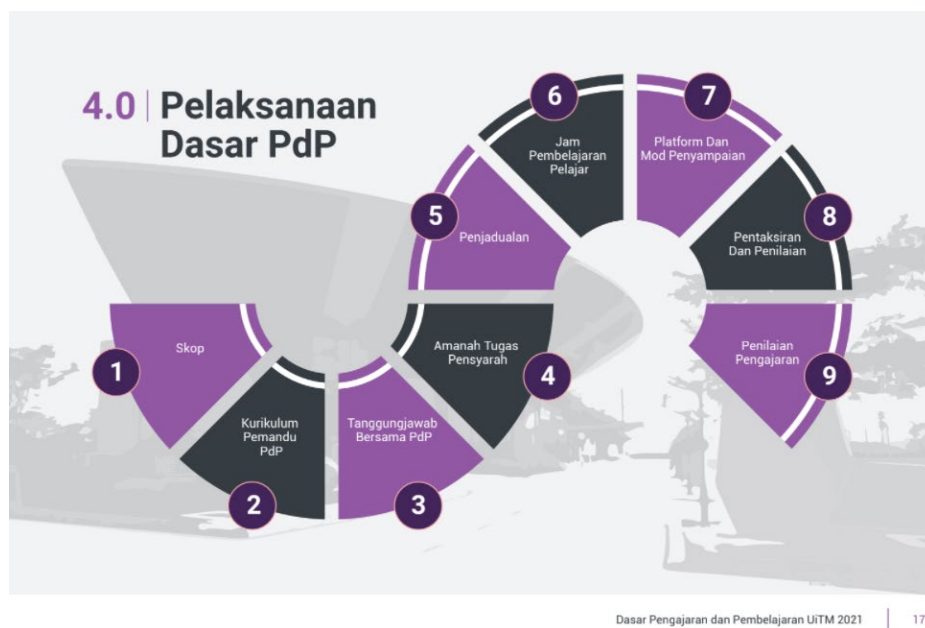 4.0 | Pelaksanaan
Dasar PdP
1
Skop
2
Kurikulum
Pemandu
PdP
3
Tanggungjawab
Bersama PdP
4
Amanah Tugas
Pensyarah
5
Penjadualan
6
Jam
Pembelajaran
Pelajar
7
Platform Dan
Mod Penyampaian
8
Pentaksiran
Dan Penilaian
9
Penilaian
Pengajaran
Dasar Pengajaran dan Pembelajaran UiTM 2021 | 17